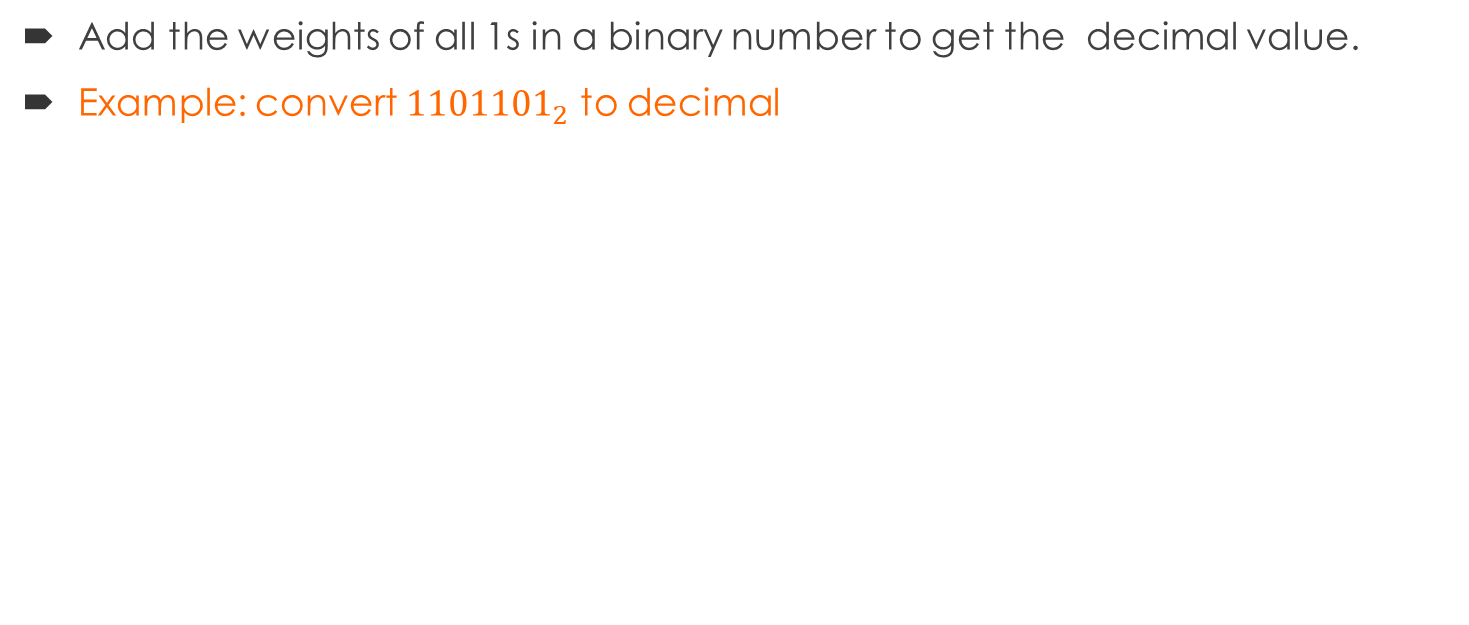 Add the weights of all 1s in a binary number to get the decimal value.
Example: convert 1101101₂ to decimal